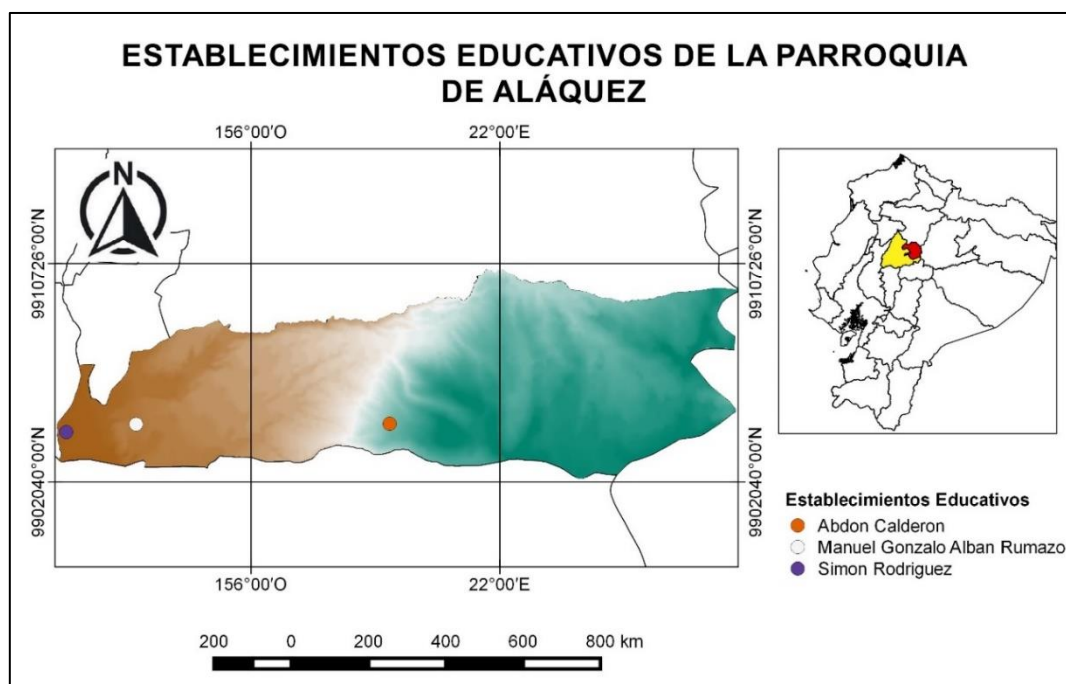 ESTABLECIMIENTOS EDUCATIVOS DE LA PARROQUIA
DE ALÁQUEZ
156°00'O 22°00'E
N
9910726°00'N 9910726°00'N
9902040°00'N 9902040°00'N
156°00'O 22°00'E
Establecimientos Educativos
Abdon Calderon
Manuel Gonzalo Alban Rumazo
Simon Rodriguez
200 0 200 400 600 800 km